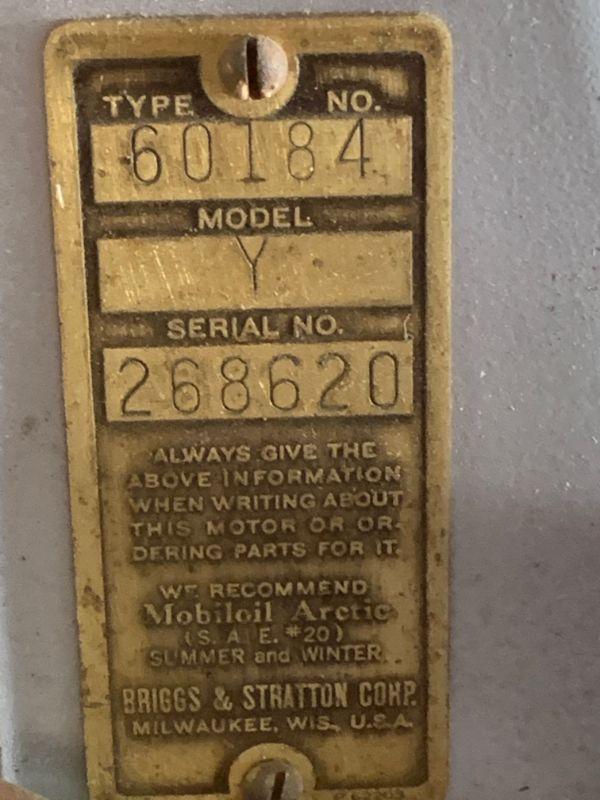 TYPE NO.
60184
MODEL
Y
SERIAL NO.
268620
ALWAYS GIVE THE
ABOVE INFORMATION
WHEN WRITING ABOUT
THIS MOTOR OR OR-
DERING PARTS FOR IT.
WE RECOMMEND
Mobiloil Arctic
(S. A. E. #20)
SUMMER and WINTER
BRIGGS & STRATTON CORP.
MILWAUKEE, WIS., U.S.A.